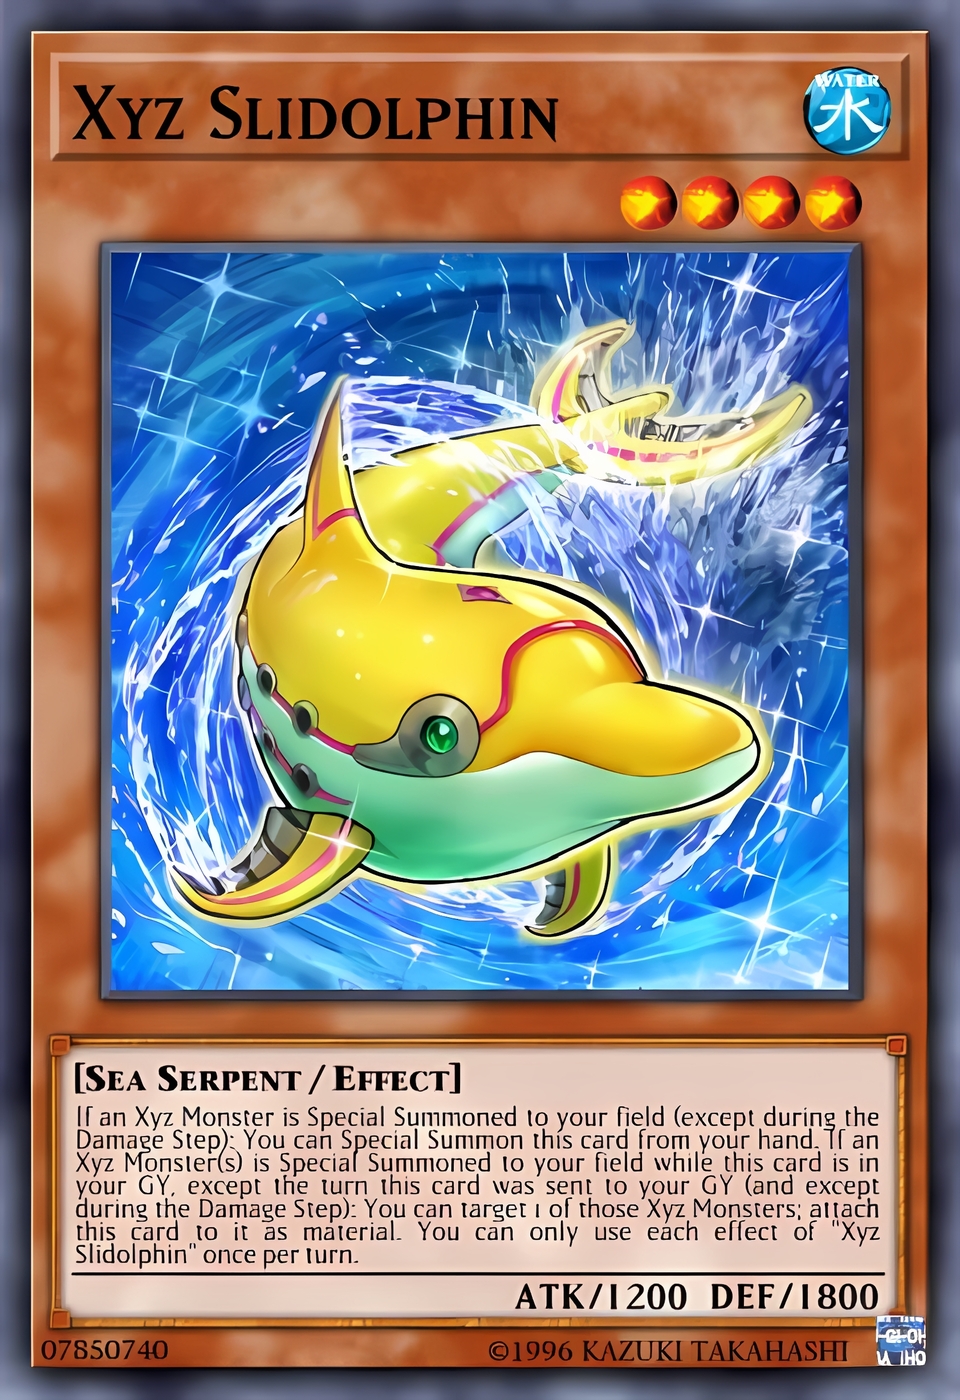 Xyz Slidolphin
WATER
水
[Sea Serpent / Effect]
If an Xyz Monster is Special Summoned to your field (except during the
Damage Step): You can Special Summon this card from your hand. If an
Xyz Monster(s) is Special Summoned to your field while this card is in
your GY, except the turn this card was sent to your GY (and except
during the Damage Step): You can target 1 of those Xyz Monsters; attach
this card to it as material. You can only use each effect of "Xyz
Slidolphin" once per turn.
ATK/1200 DEF/1800
07850740
©1996 KAZUKI TAKAHASHI